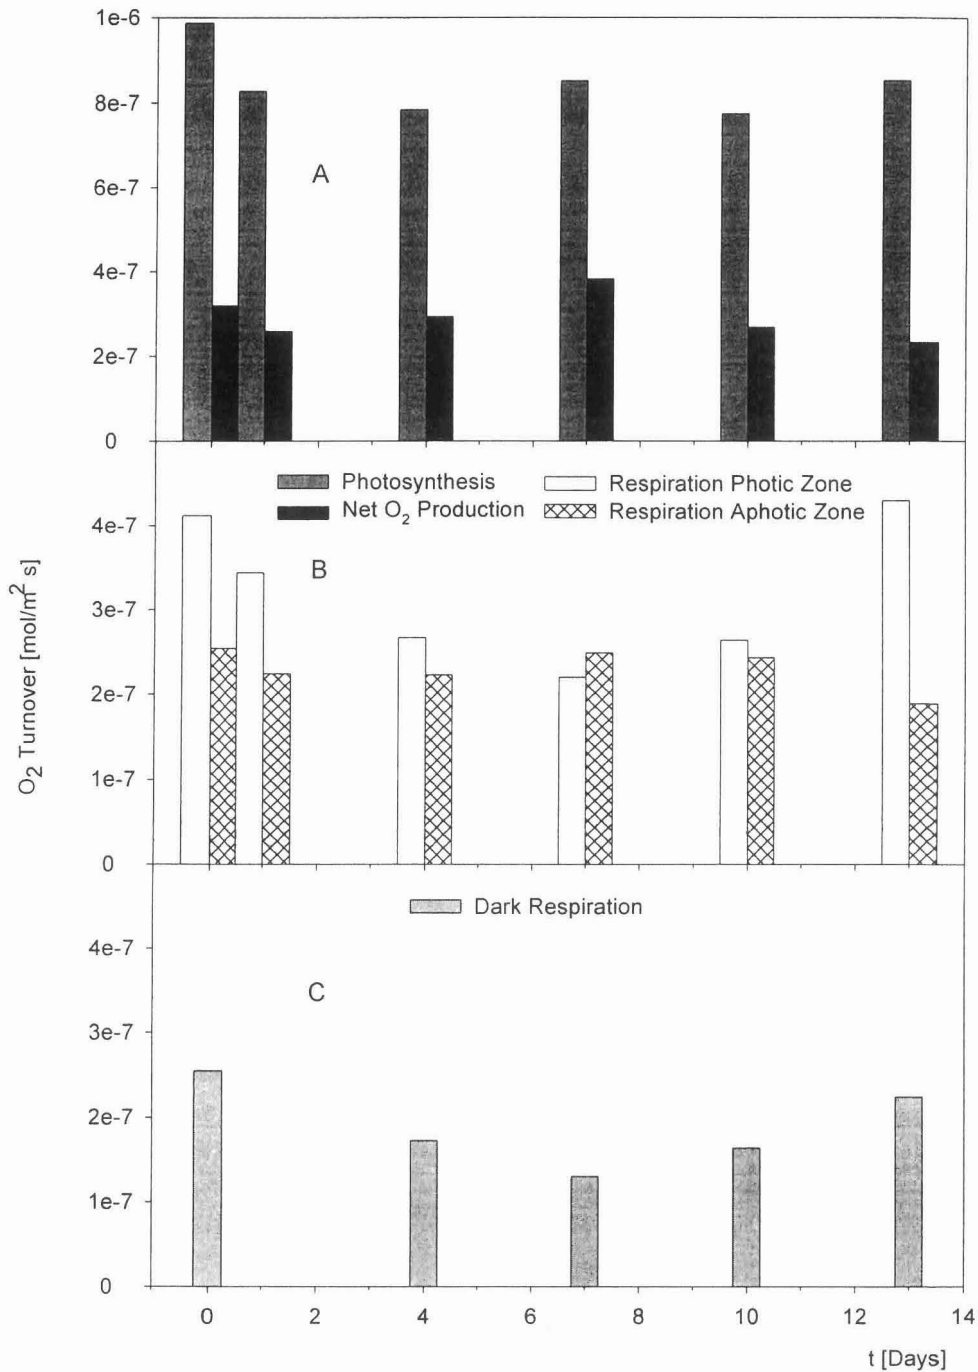 1e-6
8e-7
A
6e-7
4e-7
2e-7
0
Photosynthesis
Respiration Photic Zone
Net O2 Production
Respiration Aphotic Zone
4e-7
B
3e-7
2e-7
1e-7
0
O2 Turnover [mol/m² s]
Dark Respiration
4e-7
C
3e-7
2e-7
1e-7
0
0 2 4 6 8 10 12 14
t [Days]